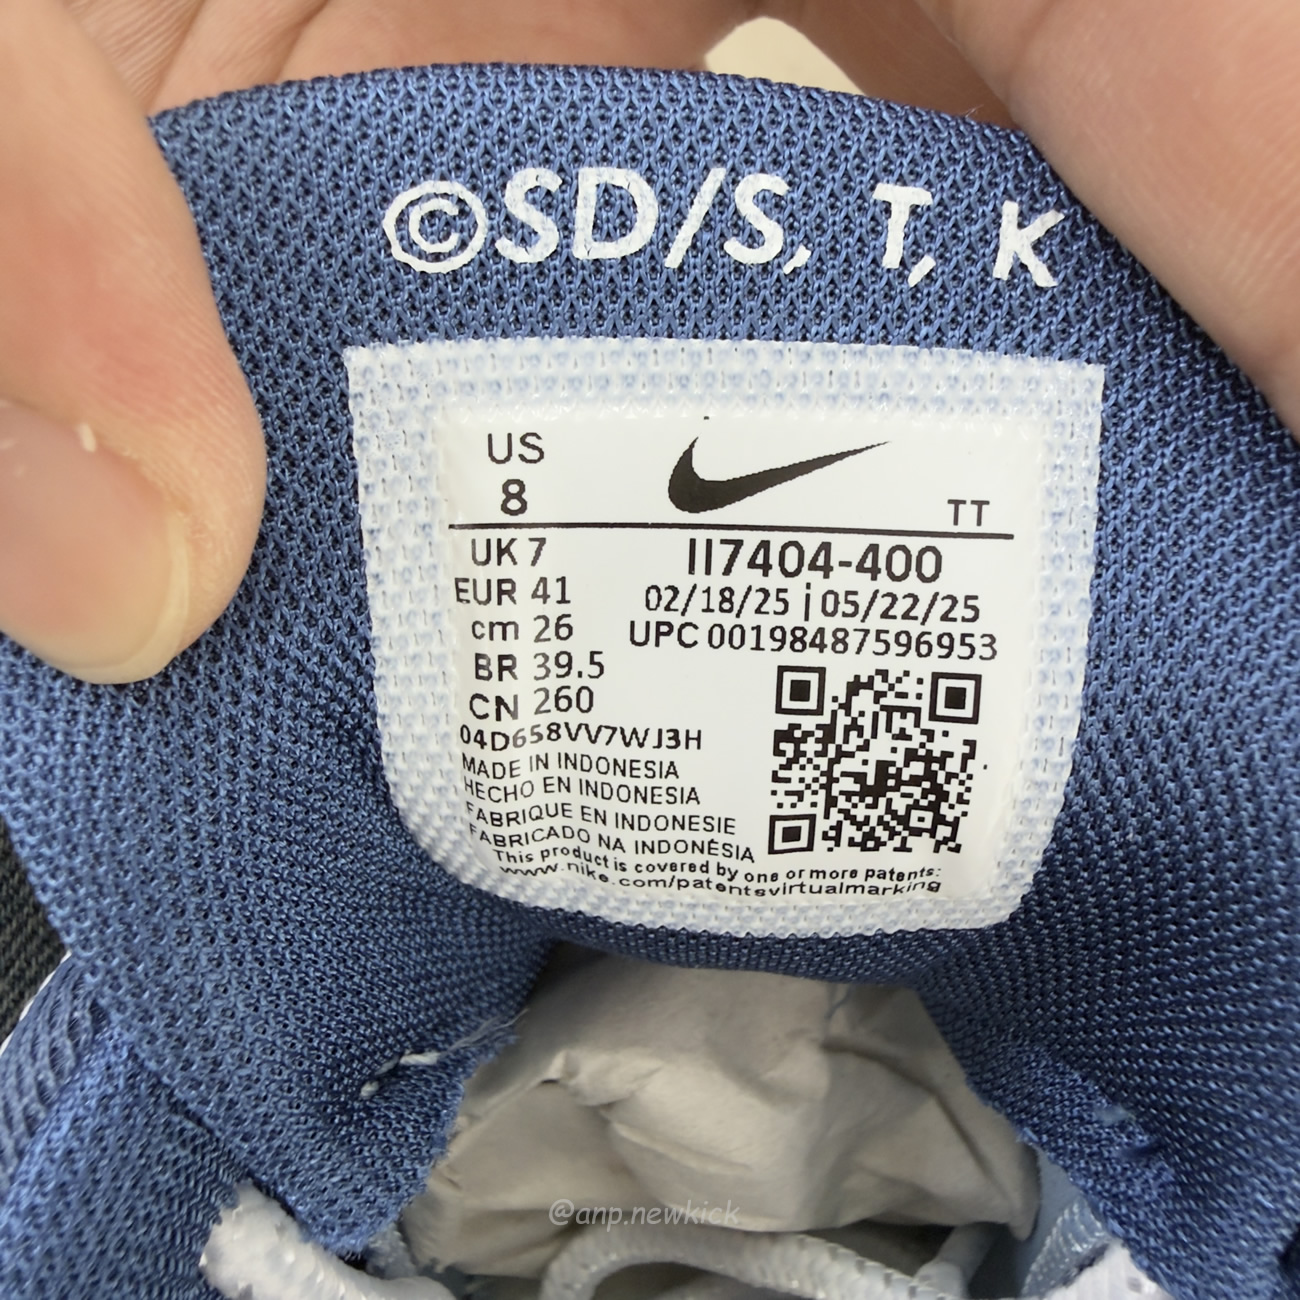 ©SD/S, T, K
US
8
TT
UK 7
EUR 41
cm 26
BR 39.5
CN 260
II7404-400
02/18/25 | 05/22/25
UPC 00198487596953
04D658VV7WJ3H
MADE IN INDONESIA
HECHO EN INDONESIA
FABRIQUE EN INDONESIE
FABRICADO NA INDONÉSIA
This product is covered by one or more patents:
www.nike.com/patentsvirtualmarking
@anp.newkick